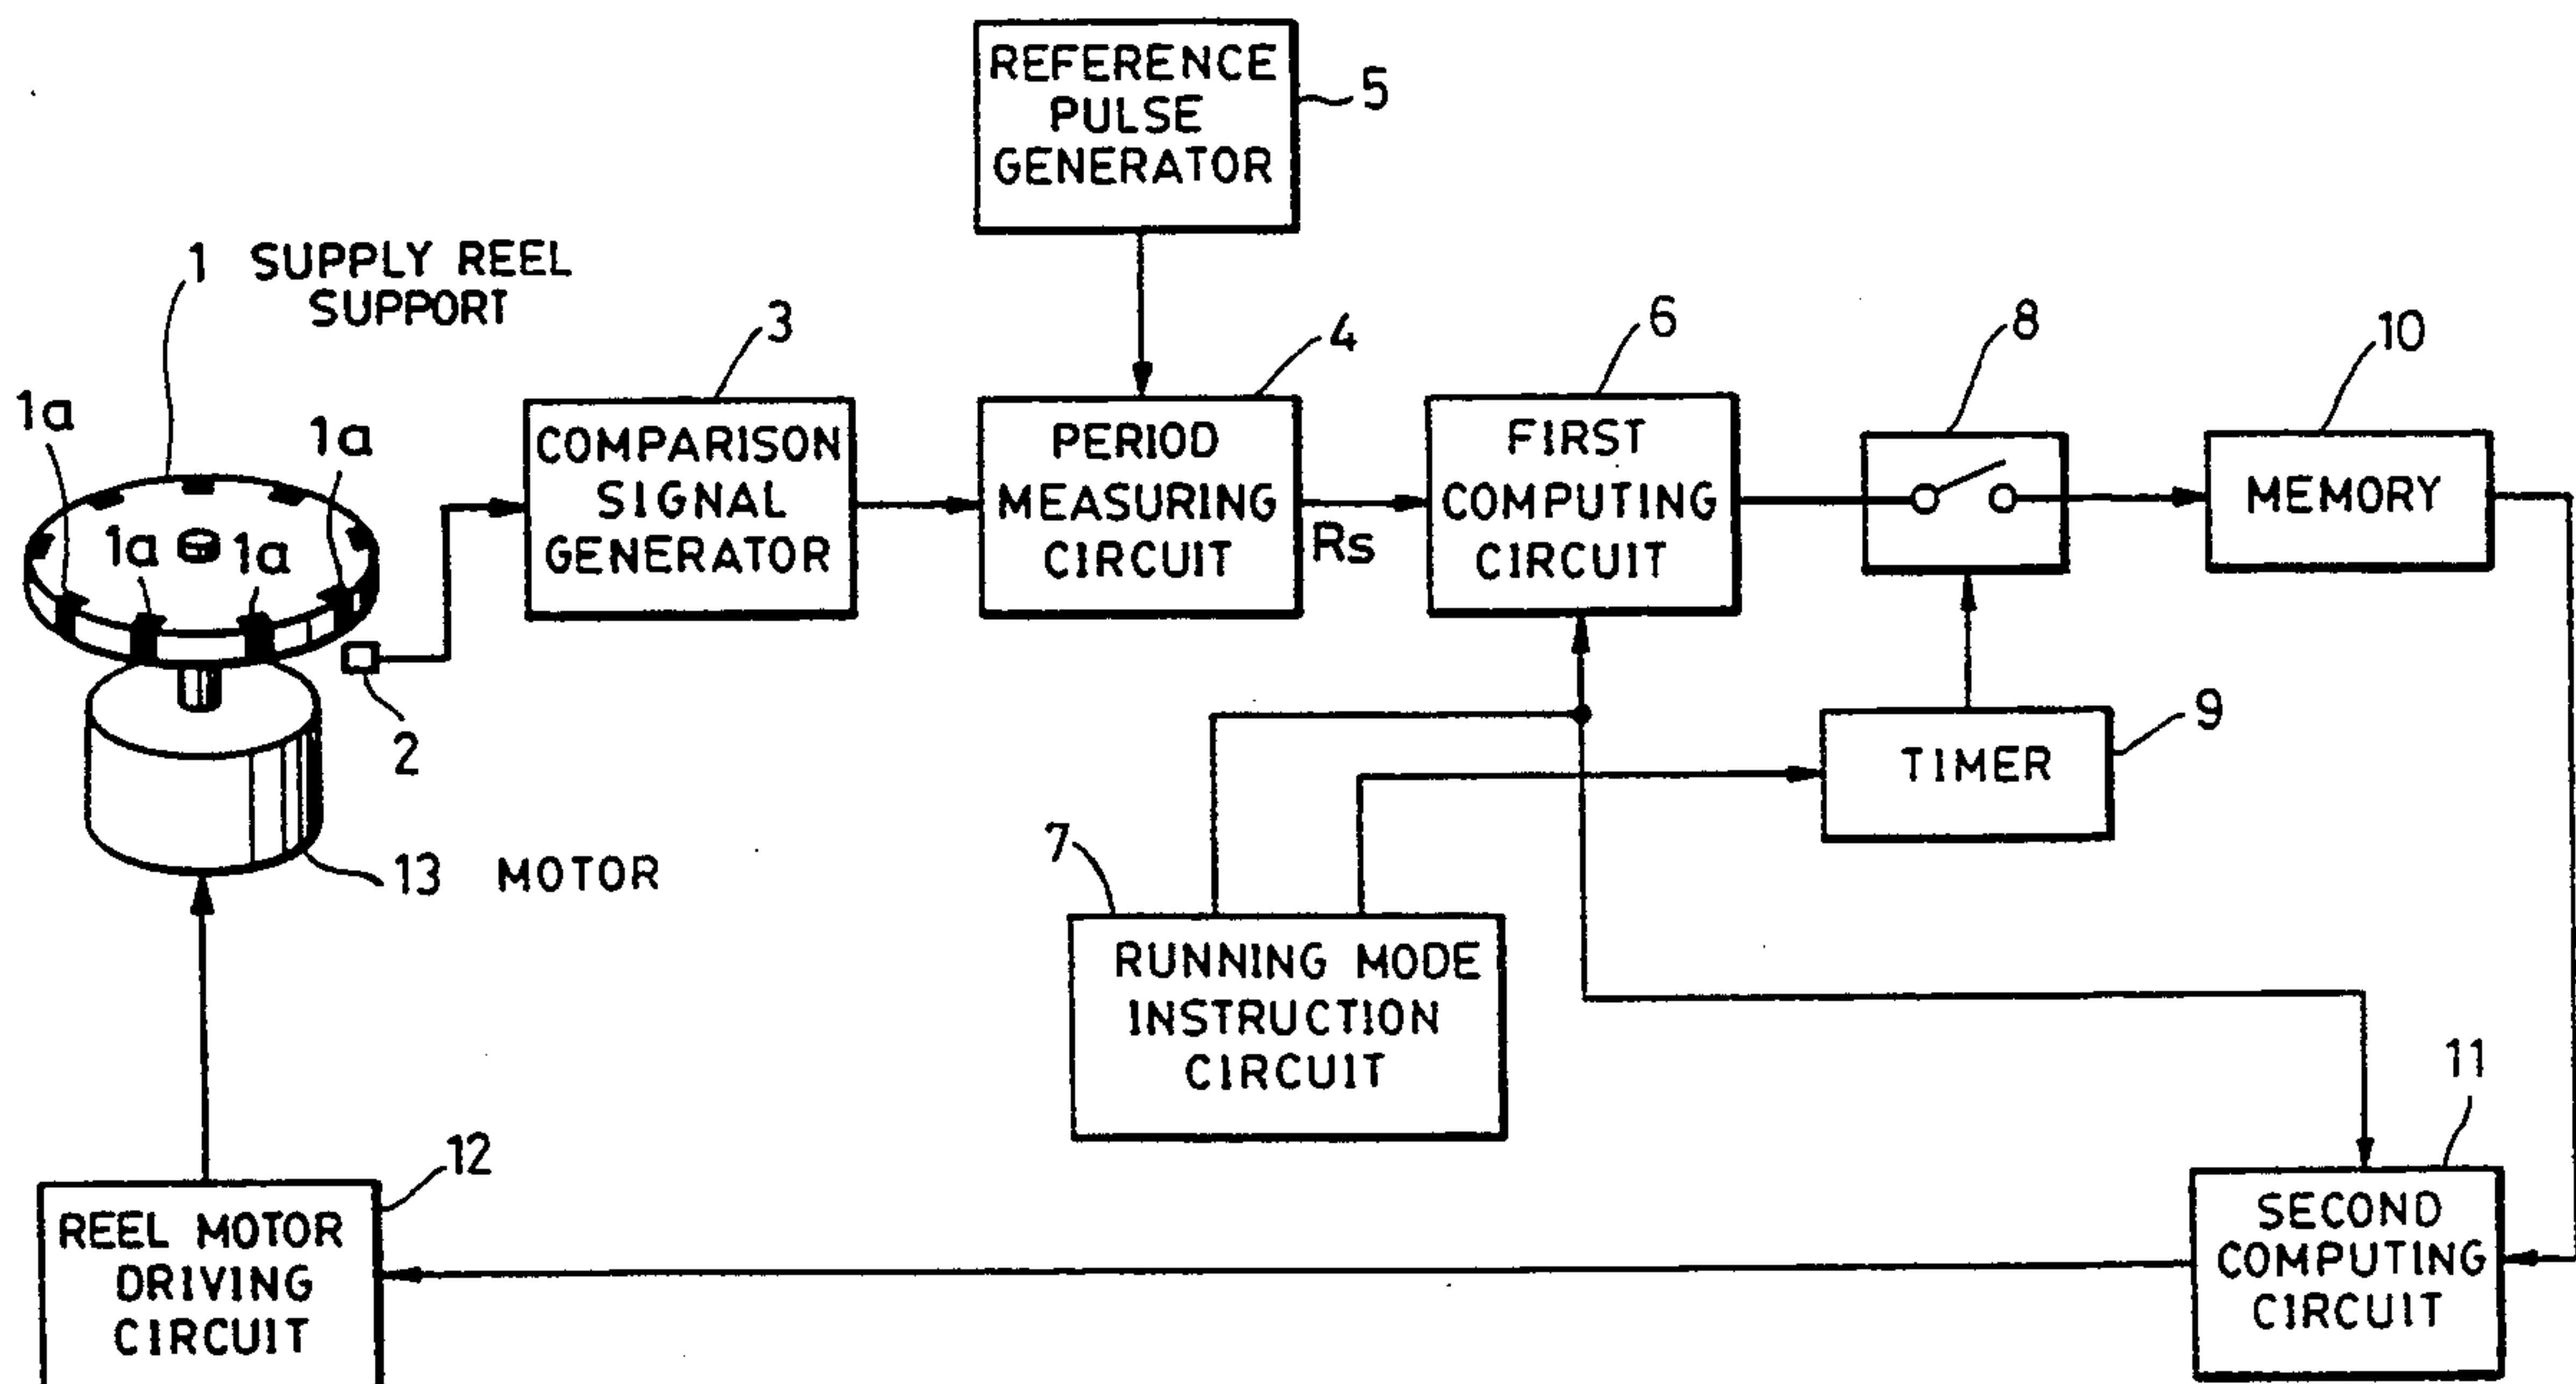 REFERENCE
PULSE
GENERATOR
5
1 SUPPLY REEL
SUPPORT
3
4
6
8
10
1a
1a
1a
1a
COMPARISON
SIGNAL
GENERATOR
PERIOD
MEASURING
CIRCUIT
Rs
FIRST
COMPUTING
CIRCUIT
MEMORY
2
TIMER
9
13 MOTOR
7
RUNNING MODE
INSTRUCTION
CIRCUIT
11
12
REEL MOTOR
DRIVING
CIRCUIT
SECOND
COMPUTING
CIRCUIT